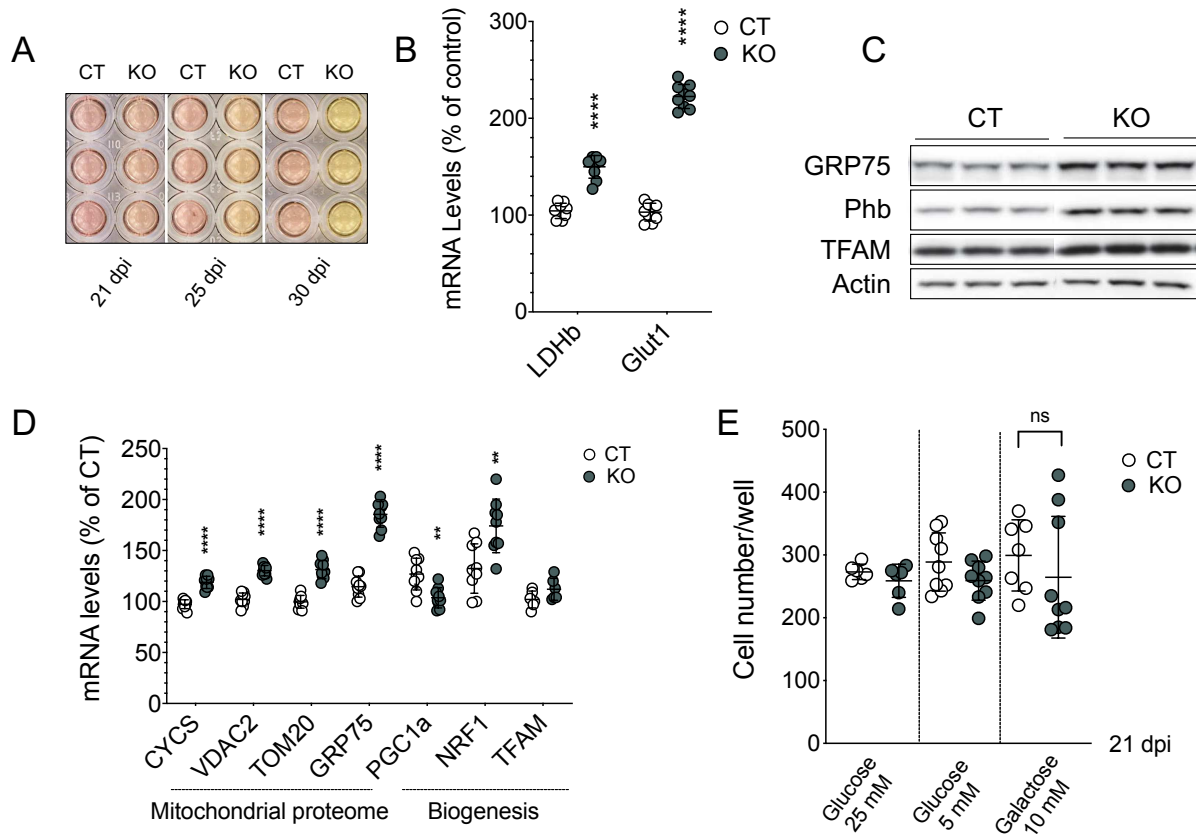 A
CT KO CT KO CT KO
21 dpi
25 dpi
30 dpi
B
mRNA Levels (% of control)
300
200
100
0
****
****
CT
KO
LDHb
Glut1
C
CT KO
GRP75
Phb
TFAM
Actin
D
mRNA levels (% of CT)
250
200
150
100
50
0
****
****
****
****
**
**
CT
KO
CYCS
VDAC2
TOM20
GRP75
PGC1a
NRF1
TFAM
Mitochondrial proteome
Biogenesis
E
Cell number/well
500
400
300
200
100
0
ns
CT
KO
21 dpi
Glucose
25 mM
Glucose
5 mM
Galactose
10 mM